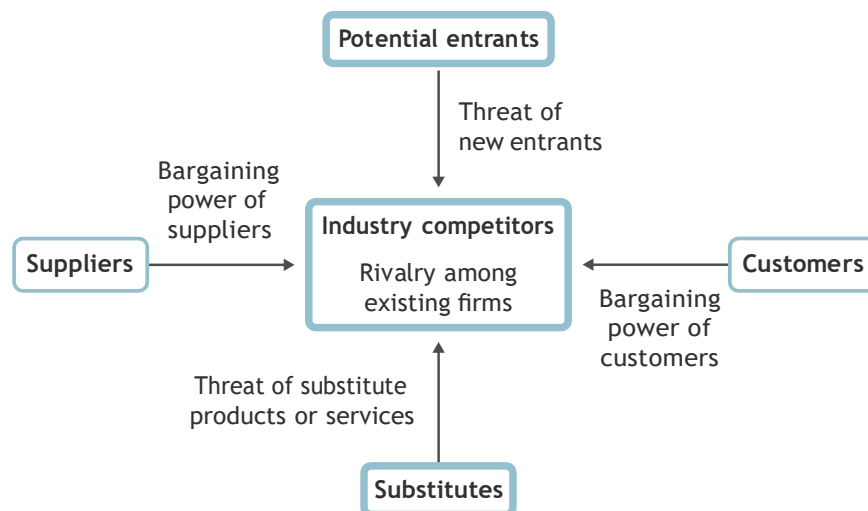 Potential entrants
Threat of
new entrants
Bargaining
power of
suppliers
Industry competitors
Rivalry among
existing firms
Suppliers
Customers
Bargaining
power of
customers
Threat of substitute
products or services
Substitutes